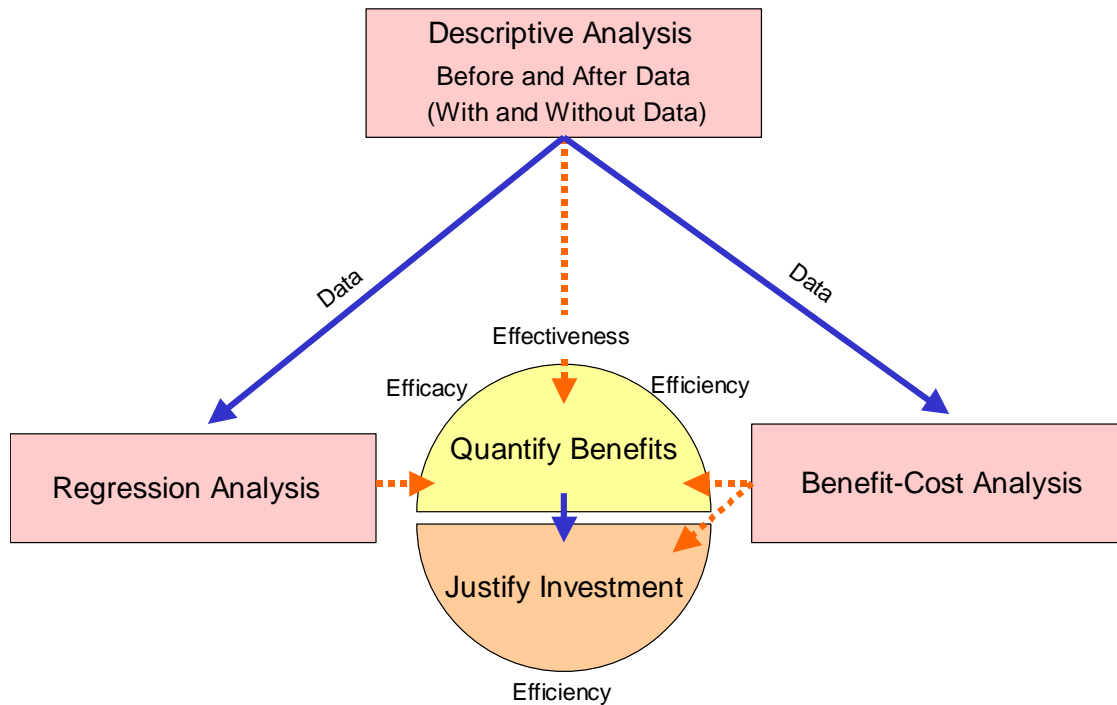 Descriptive Analysis
Before and After Data
(With and Without Data)
Data
Data
Effectiveness
Efficacy
Efficiency
Quantify Benefits
Regression Analysis
Benefit-Cost Analysis
Justify Investment
Efficiency